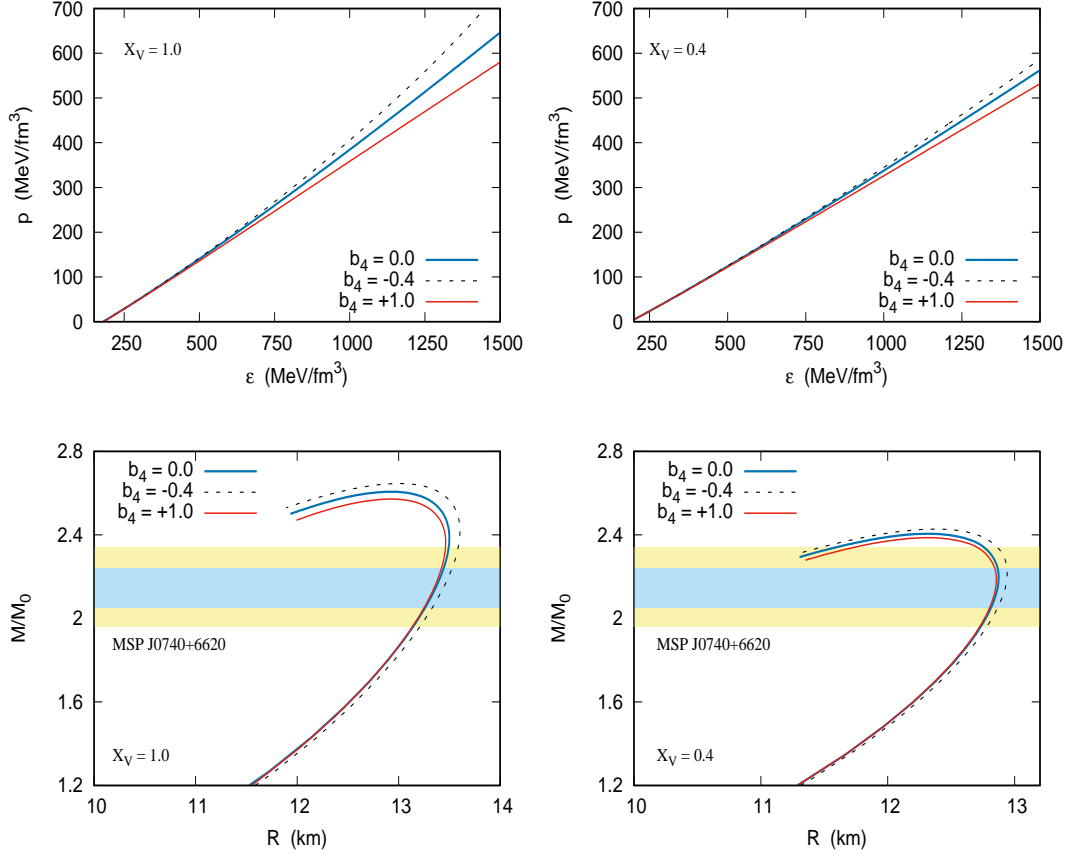 700
600
500
400
300
200
100
0
p (MeV/fm³)
X_V = 1.0
b₄ = 0.0
b₄ = -0.4
b₄ = +1.0
250 500 750 1000 1250 1500
ε (MeV/fm³)
700
600
500
400
300
200
100
0
p (MeV/fm³)
X_V = 0.4
b₄ = 0.0
b₄ = -0.4
b₄ = +1.0
250 500 750 1000 1250 1500
ε (MeV/fm³)
2.8
2.4
2
1.6
1.2
M/M₀
b₄ = 0.0
b₄ = -0.4
b₄ = +1.0
MSP J0740+6620
X_V = 1.0
10 11 12 13 14
R (km)
2.8
2.4
2
1.6
1.2
M/M₀
b₄ = 0.0
b₄ = -0.4
b₄ = +1.0
MSP J0740+6620
X_V = 0.4
10 11 12 13
R (km)